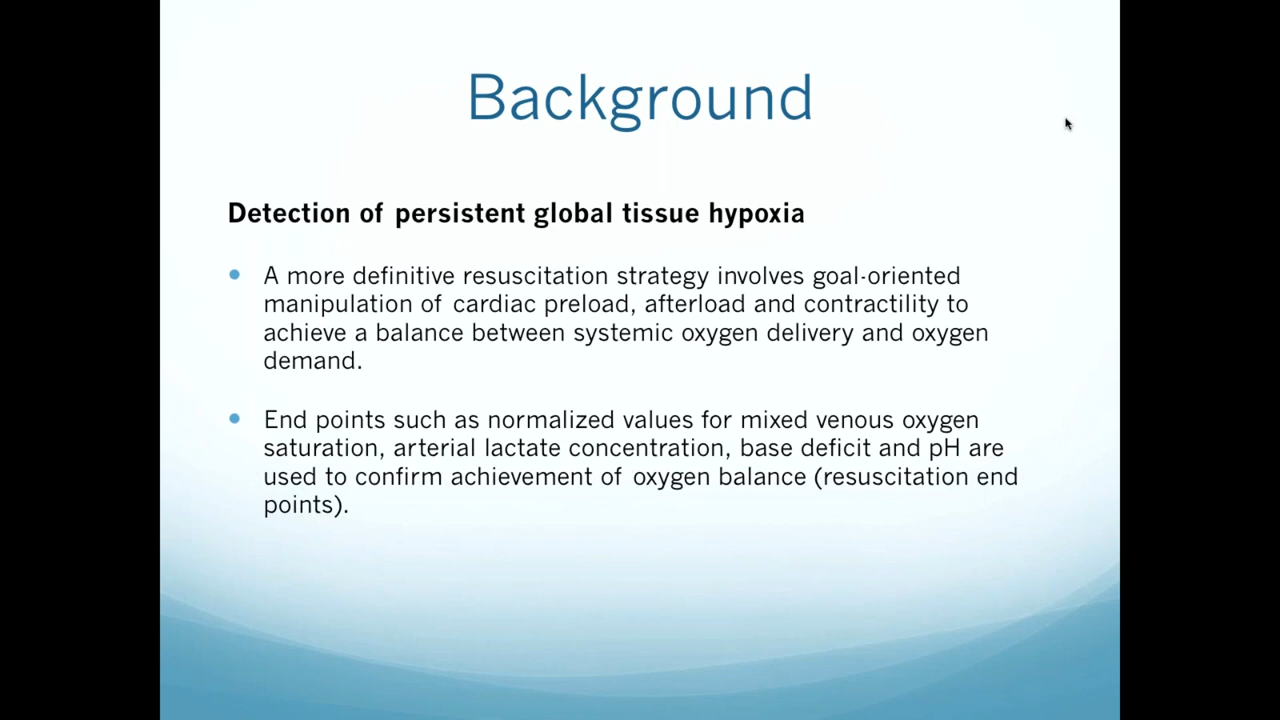 Background
Detection of persistent global tissue hypoxia
A more definitive resuscitation strategy involves goal-oriented
manipulation of cardiac preload, afterload and contractility to
achieve a balance between systemic oxygen delivery and oxygen
demand.
End points such as normalized values for mixed venous oxygen
saturation, arterial lactate concentration, base deficit and pH are
used to confirm achievement of oxygen balance (resuscitation end
points).